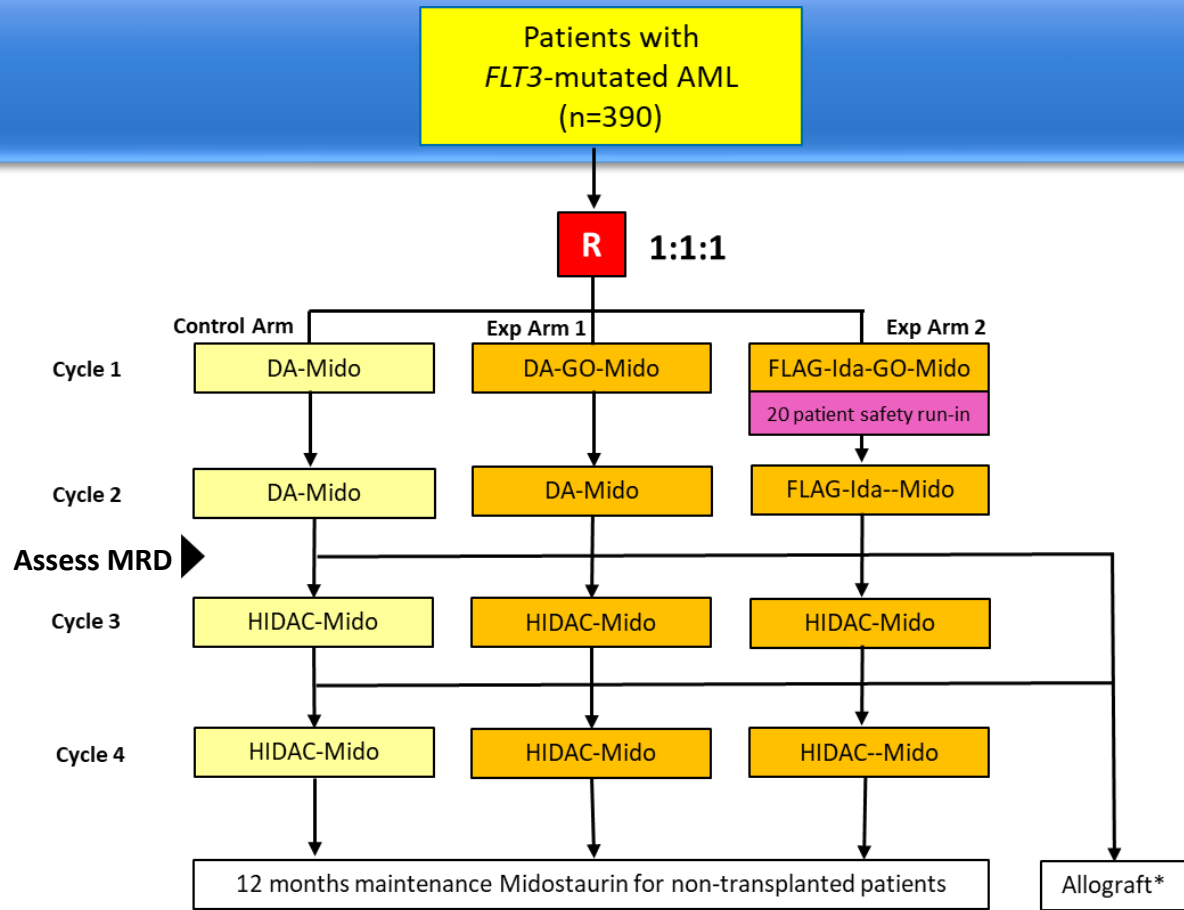 Patients with
FLT3-mutated AML
(n=390)
R
1:1:1
Control Arm
Exp Arm 1
Exp Arm 2
Cycle 1
DA-Mido
DA-GO-Mido
FLAG-Ida-GO-Mido
20 patient safety run-in
Cycle 2
DA-Mido
DA-Mido
FLAG-Ida--Mido
Assess MRD
Cycle 3
HIDAC-Mido
HIDAC-Mido
HIDAC-Mido
Cycle 4
HIDAC-Mido
HIDAC-Mido
HIDAC--Mido
12 months maintenance Midostaurin for non-transplanted patients
Allograft*